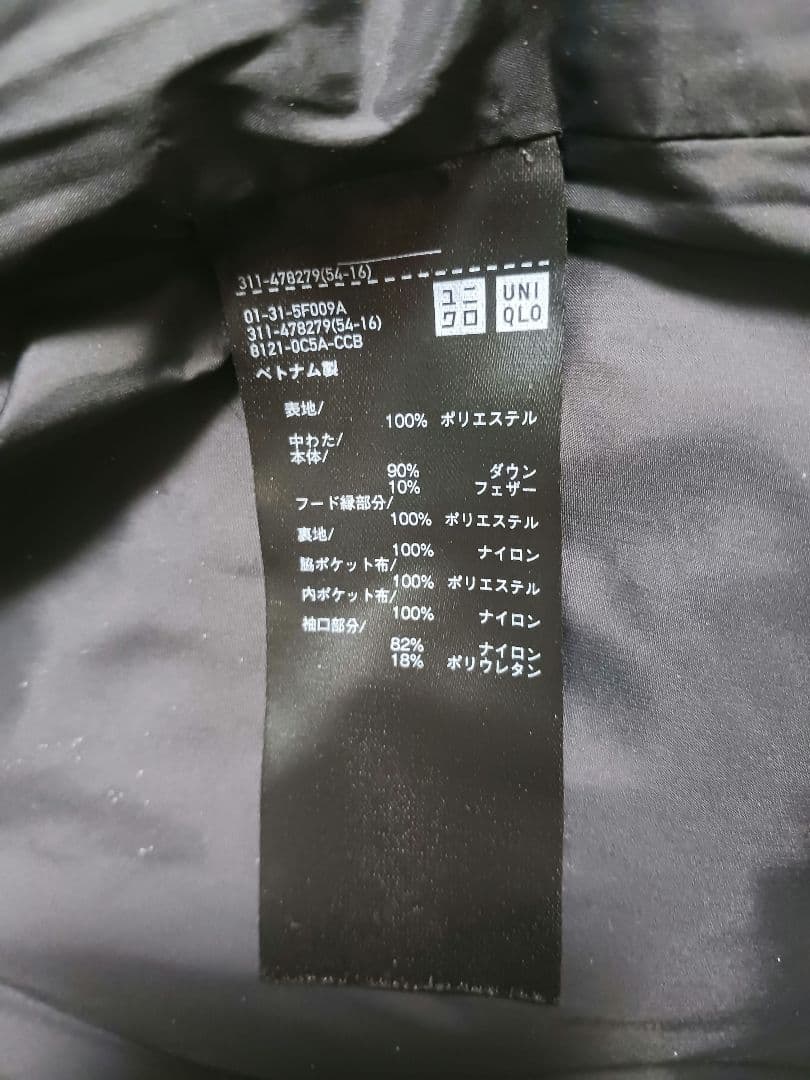 311-478279(54-16)
ユニ
クロ
UNI
QLO
01-31-5F009A
311-478279(54-16)
8121-0C5A-CCB
ベトナム製
表地/
100% ポリエステル
中わた/
本体/
90% ダウン
10% フェザー
フード縁部分/
100% ポリエステル
裏地/
100% ナイロン
脇ポケット布/
100% ポリエステル
内ポケット布/
100% ナイロン
袖口部分/
82% ナイロン
18% ポリウレタン